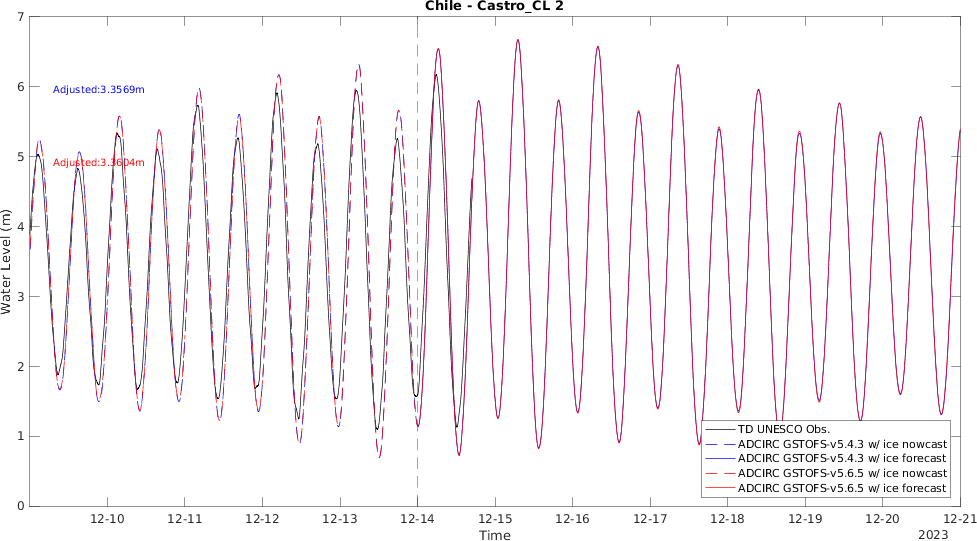 Chile - Castro_CL 2
7
6
5
4
3
2
1
0
Water Level (m)
Adjusted:3.3569m
Adjusted:3.3604m
TD UNESCO Obs.
ADCIRC GSTOFS-v5.4.3 w/ ice nowcast
ADCIRC GSTOFS-v5.4.3 w/ ice forecast
ADCIRC GSTOFS-v5.6.5 w/ ice nowcast
ADCIRC GSTOFS-v5.6.5 w/ ice forecast
12-10 12-11 12-12 12-13 12-14 12-15 12-16 12-17 12-18 12-19 12-20 12-21
Time
2023